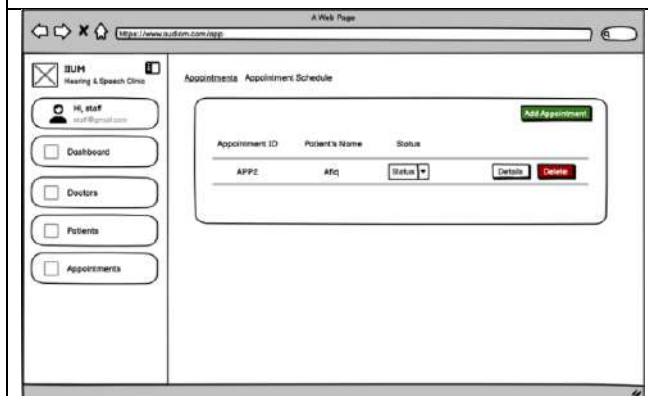 A Web Page
https://www.audiom.com/app
IIUM
Hearing & Speech Clinic
Hi, staff
staff@gmail.com
Dashboard
Doctors
Patients
Appointments
Appointments Appointment Schedule
Add Appointment
Appointment ID Patient's Name Status
APP2 Afiq Status Details Delete